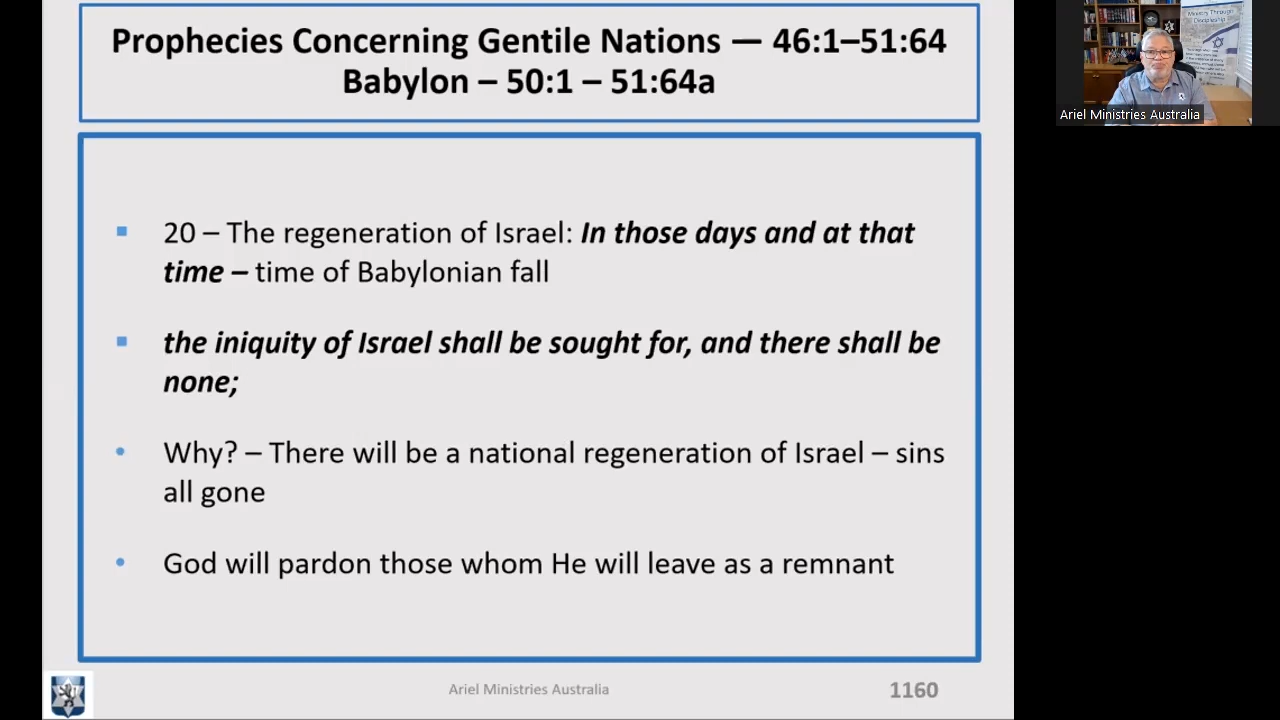 Prophecies Concerning Gentile Nations — 46:1–51:64
Babylon – 50:1 – 51:64a
20 – The regeneration of Israel: In those days and at that
time – time of Babylonian fall
the iniquity of Israel shall be sought for, and there shall be
none;
Why? – There will be a national regeneration of Israel – sins
all gone
God will pardon those whom He will leave as a remnant
Ariel Ministries Australia
1160
Ministry Through
Discipleship
Ariel Ministries Australia